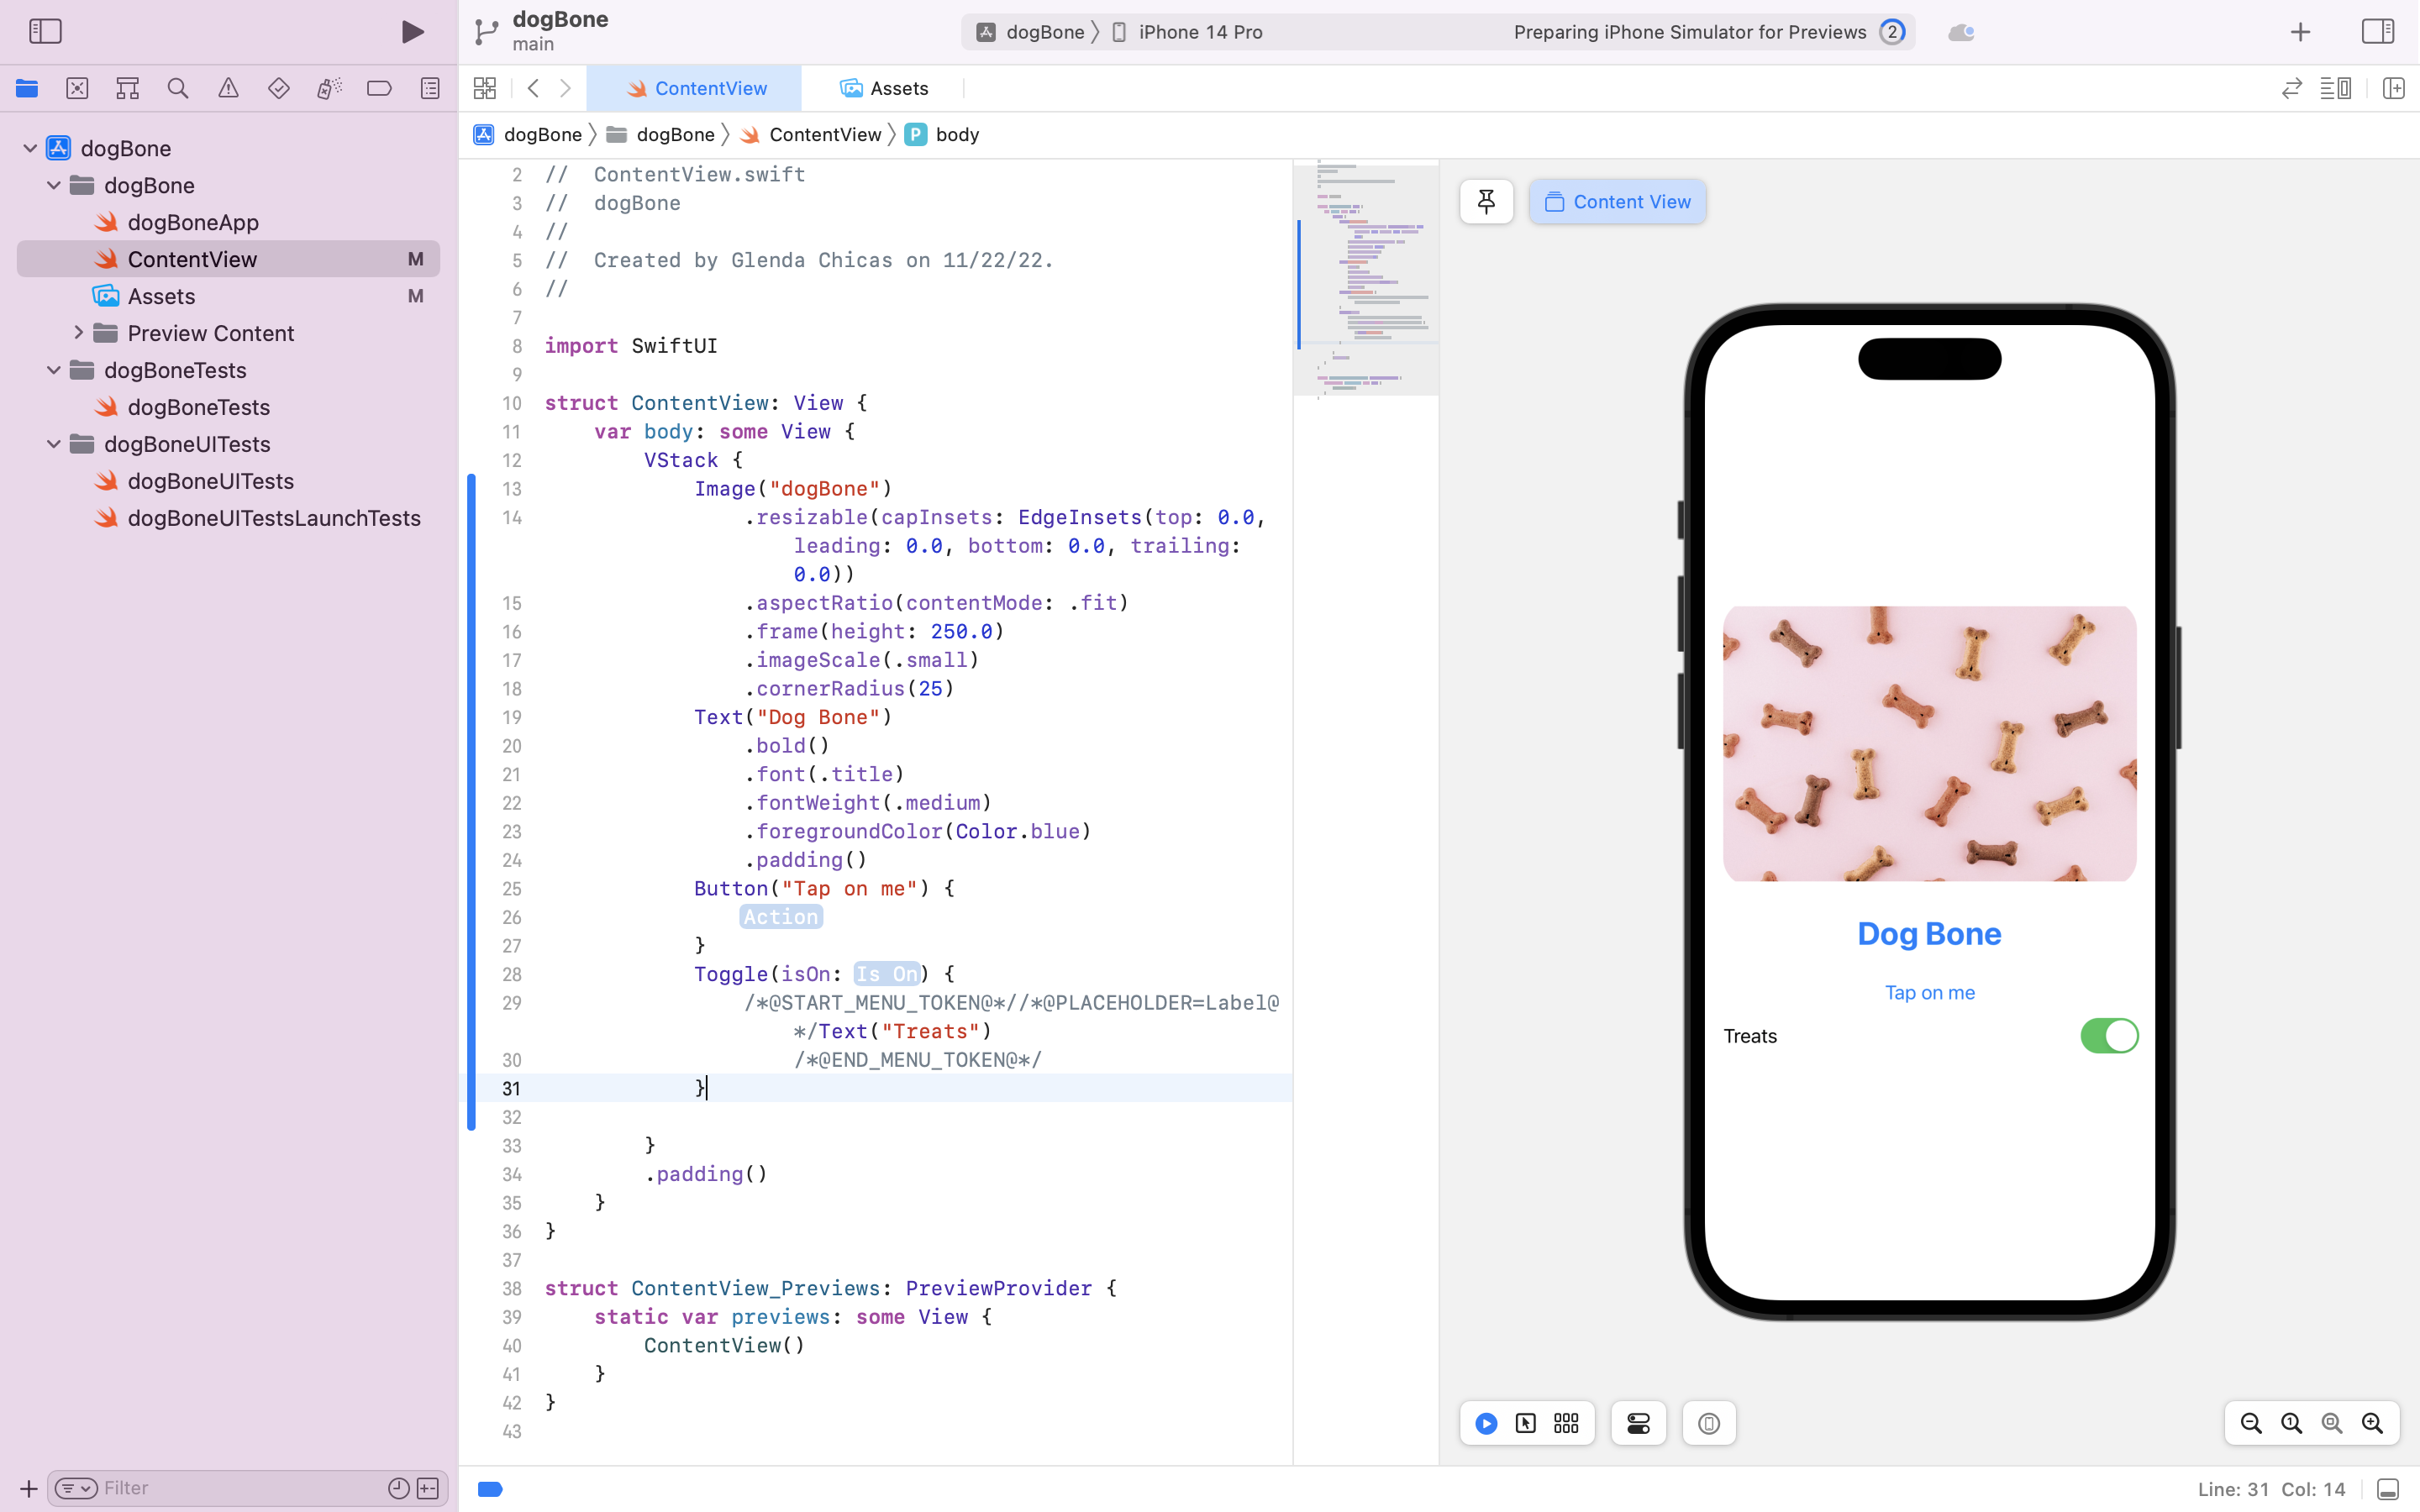 dogBone
main
dogBone
iPhone 14 Pro
Preparing iPhone Simulator for Previews
2
ContentView
Assets
dogBone
dogBone
ContentView
P
body
dogBone
dogBone
dogBoneApp
ContentView M
Assets M
Preview Content
dogBoneTests
dogBoneTests
dogBoneUITests
dogBoneUITests
dogBoneUITestsLaunchTests
Filter
2 //  ContentView.swift
3 //  dogBone
4 //
5 //  Created by Glenda Chicas on 11/22/22.
6 //
7
8 import SwiftUI
9
10 struct ContentView: View {
11     var body: some View {
12         VStack {
13             Image("dogBone")
14                 .resizable(capInsets: EdgeInsets(top: 0.0,
leading: 0.0, bottom: 0.0, trailing:
0.0))
15                 .aspectRatio(contentMode: .fit)
16                 .frame(height: 250.0)
17                 .imageScale(.small)
18                 .cornerRadius(25)
19             Text("Dog Bone")
20                 .bold()
21                 .font(.title)
22                 .fontWeight(.medium)
23                 .foregroundColor(Color.blue)
24                 .padding()
25             Button("Tap on me") {
26                 Action
27             }
28             Toggle(isOn: Is On) {
29                 /*@START_MENU_TOKEN@*//*@PLACEHOLDER=Label@
*/Text("Treats")
30                     /*@END_MENU_TOKEN@*/
31             }
32
33         }
34         .padding()
35     }
36 }
37
38 struct ContentView_Previews: PreviewProvider {
39     static var previews: some View {
40         ContentView()
41     }
42 }
43
Content View
Dog Bone
Tap on me
Treats
Line: 31  Col: 14